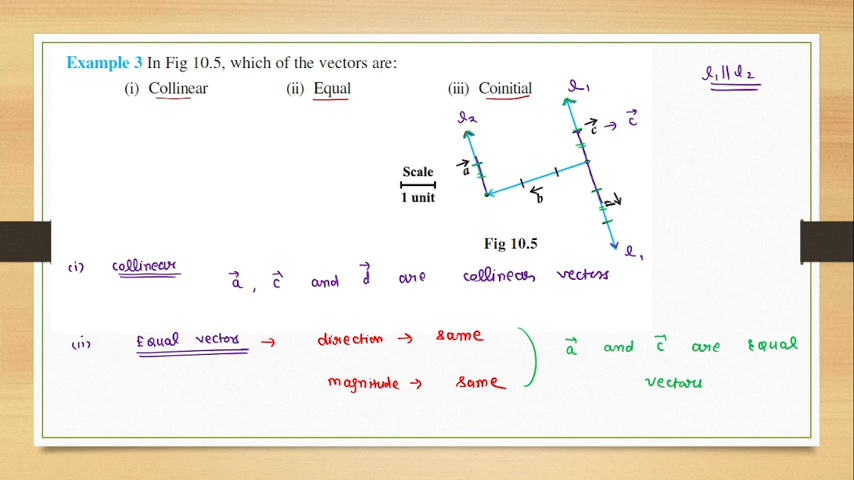 Example 3 In Fig 10.5, which of the vectors are:
(i) Collinear (ii) Equal (iii) Coinitial
l₁ || l₂
l₁
l₂
c → c
a
Scale
1 unit
b
d
Fig 10.5
l₁
(i) collinear a, c and d are collinear vectors
(ii) Equal vectors → direction → same
magnitude → same
a and c are Equal
vectors